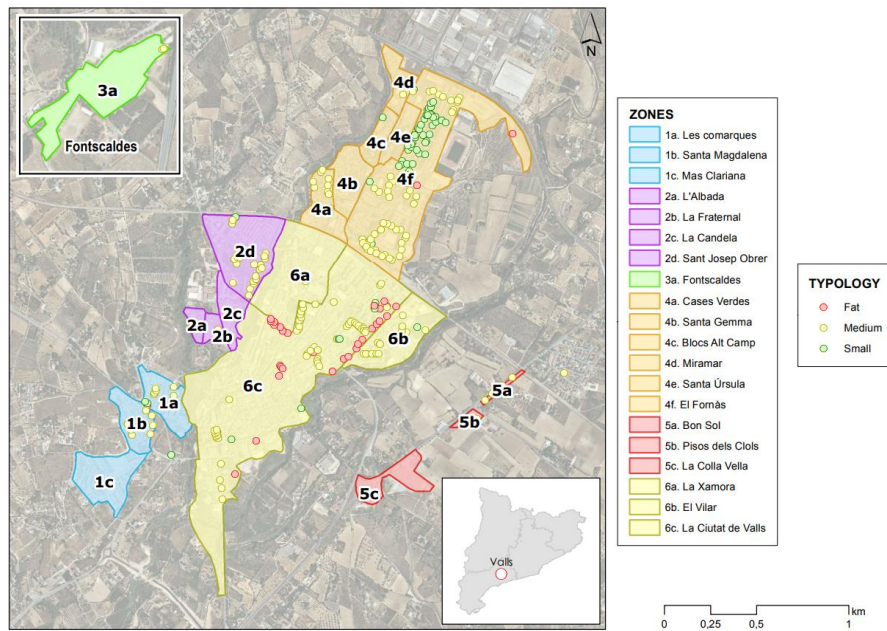 3a
Fontscaldes
N
4d
4e
4c
4b
4f
4a
2d
6a
2c
2a
2b
6b
6c
1a
1b
1c
5a
5b
5c
Valls
ZONES
1a. Les comarques
1b. Santa Magdalena
1c. Mas Clariana
2a. L'Albada
2b. La Fraternal
2c. La Candela
2d. Sant Josep Obrer
3a. Fontscaldes
4a. Cases Verdes
4b. Santa Gemma
4c. Blocs Alt Camp
4d. Miramar
4e. Santa Úrsula
4f. El Fornàs
5a. Bon Sol
5b. Pisos dels Clols
5c. La Colla Vella
6a. La Xamora
6b. El Vilar
6c. La Ciutat de Valls
TYPOLOGY
Fat
Medium
Small
km
0 0,25 0,5 1